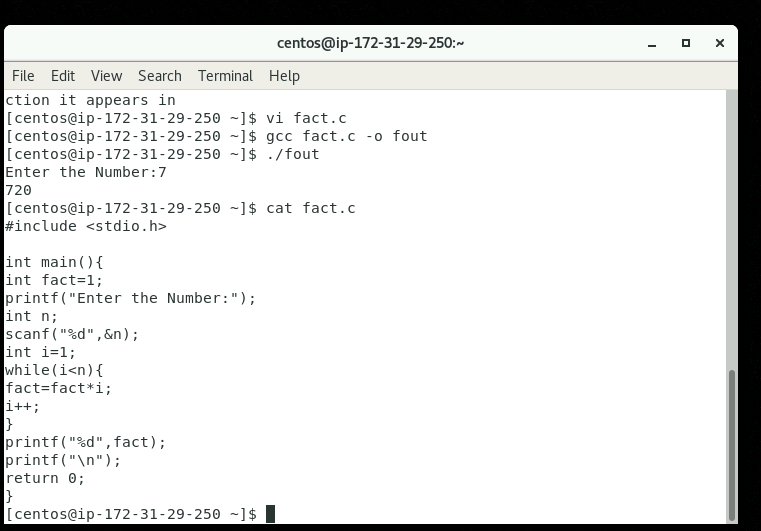 centos@ip-172-31-29-250:~
File Edit View Search Terminal Help
ction it appears in
[centos@ip-172-31-29-250 ~]$ vi fact.c
[centos@ip-172-31-29-250 ~]$ gcc fact.c -o fout
[centos@ip-172-31-29-250 ~]$ ./fout
Enter the Number:7
720
[centos@ip-172-31-29-250 ~]$ cat fact.c
#include <stdio.h>

int main(){
int fact=1;
printf("Enter the Number:");
int n;
scanf("%d",&n);
int i=1;
while(i<n){
fact=fact*i;
i++;
}
printf("%d",fact);
printf("\n");
return 0;
}
[centos@ip-172-31-29-250 ~]$